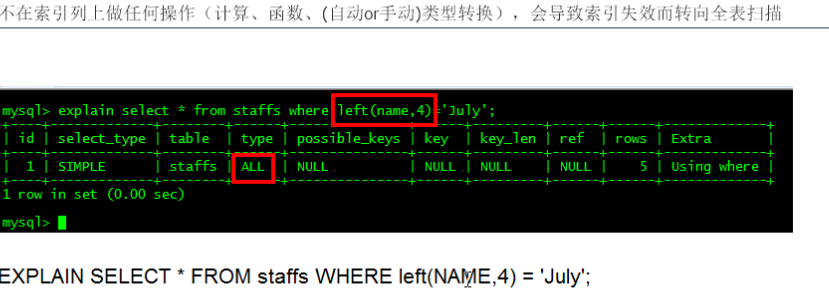 不在索引列上做任何操作（计算、函数、(自动or手动)类型转换），会导致索引失效而转向全表扫描
mysql> explain select * from staffs where left(name,4)='July';
| id | select_type | table | type | possible_keys | key | key_len | ref | rows | Extra |
| 1 | SIMPLE | staffs | ALL | NULL | NULL | NULL | NULL | 5 | Using where |
1 row in set (0.00 sec)
mysql>
EXPLAIN SELECT * FROM staffs WHERE left(NAME,4) = 'July';